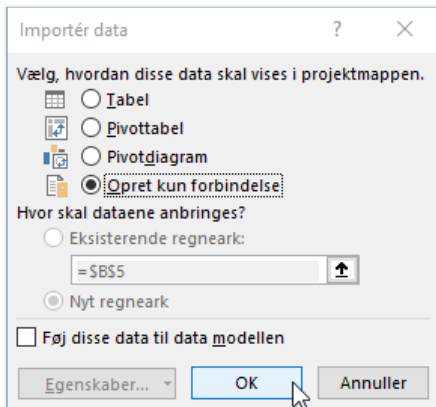 Importér data
Vælg, hvordan disse data skal vises i projektmappen.
Tabel
Pivottabel
Pivotdiagram
Opret kun forbindelse
Hvor skal dataene anbringes?
Eksisterende regneark:
=$B$5
Nyt regneark
Føj disse data til data modellen
Egenskaber...
OK
Annuller